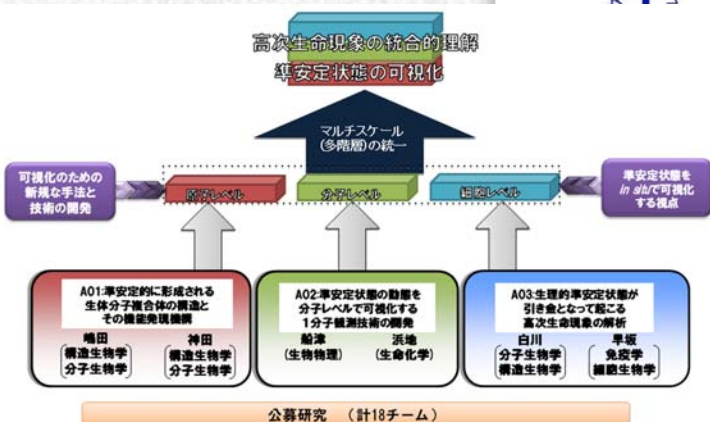 高次生命現象の統合的理解
準安定状態の可視化
マルチスケール
(多階層)の統一
可視化のための
新規な手法と
技術の開発
原子レベル
分子レベル
細胞レベル
準安定状態を
in situで可視化
する視点
A01:準安定的に形成される
生体分子複合体の構造と
その機能発現機構
嶋田
構造生物学
分子生物学
神田
構造生物学
分子生物学
A02:準安定状態の動態を
分子レベルで可視化する
1分子観測技術の開発
船津
(生物物理)
浜地
(生命化学)
A03:生理的準安定状態が
引き金となって起こる
高次生命現象の解析
白川
分子生物学
構造生物学
早坂
免疫学
細胞生物学
公募研究 (計18チーム)